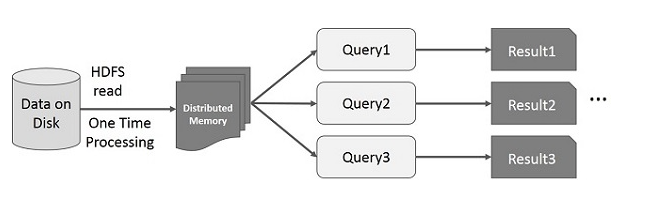 Data on
Disk
HDFS
read
One Time
Processing
Distributed
Memory
Query1
Result1
Query2
Result2
...
Query3
Result3